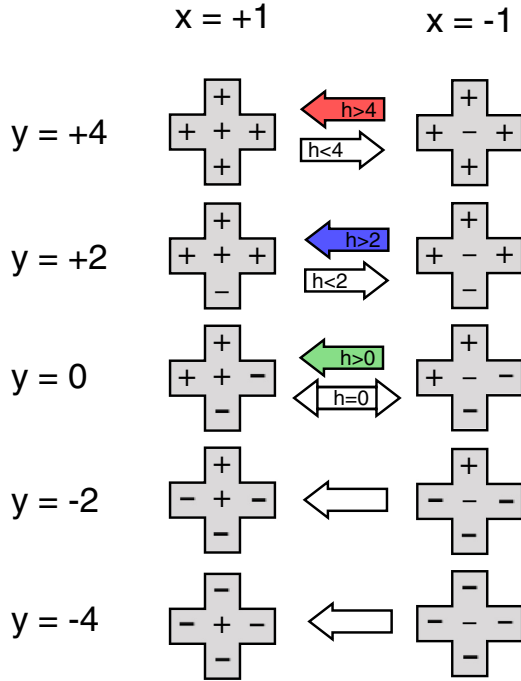 x = +1 x = -1
+ +
y = +4 + + + h>4 + − +
+ h<4 +
+ +
y = +2 + + + h>2 + − +
− h<2 −
+ +
y = 0 + + - h>0 + − -
- h=0 -
+ +
y = -2 - + - - − -
- -
- -
y = -4 - + - - − -
- -